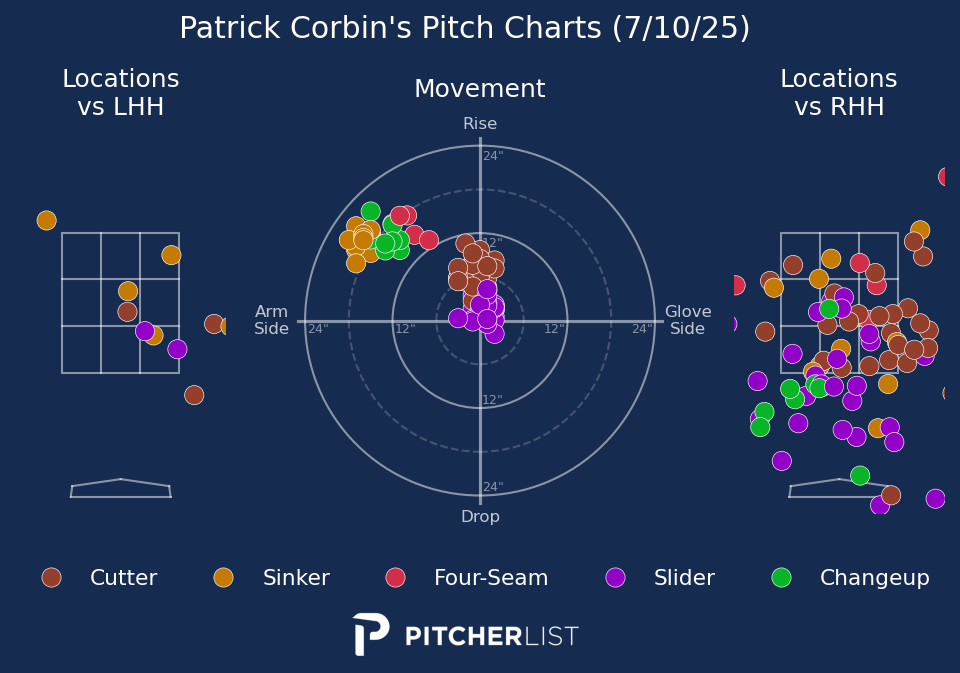 Patrick Corbin's Pitch Charts (7/10/25)
Locations
vs LHH
Movement
Locations
vs RHH
Rise
24"
12"
Arm
Side
24"
12"
12"
24"
Glove
Side
12"
24"
Drop
Cutter
Sinker
Four-Seam
Slider
Changeup
PITCHERLIST